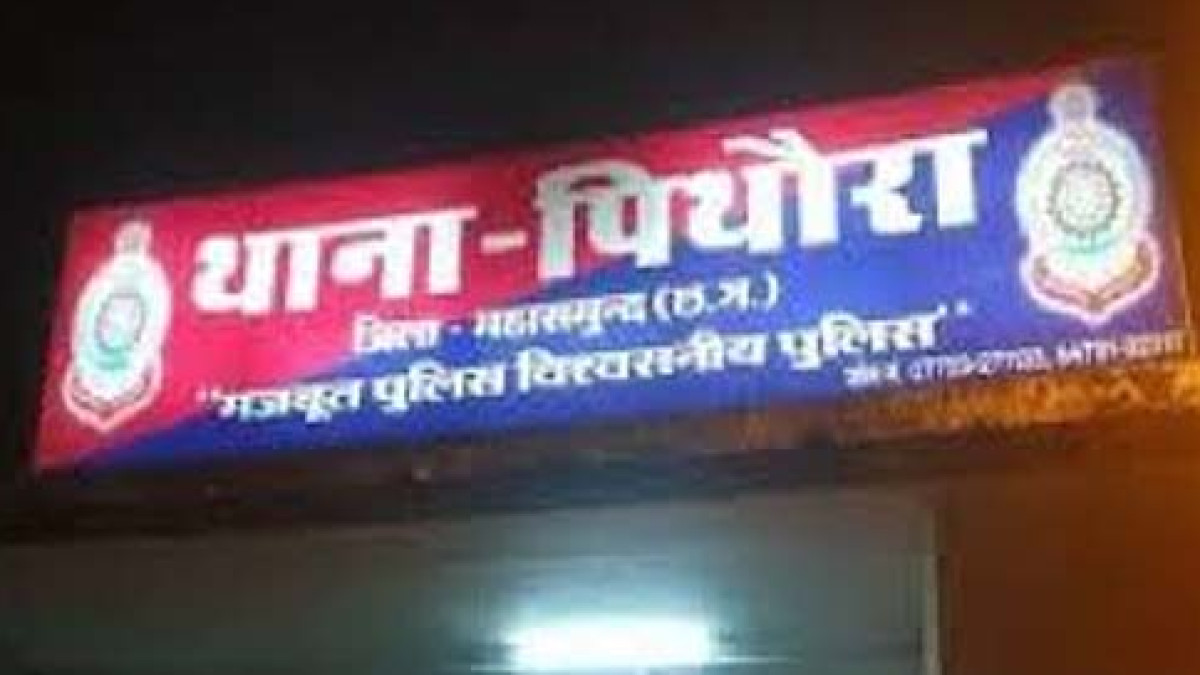 थाना - पिथौरा
जिला - महासमुन्द (छ.ग.)
"मजबूत पुलिस विश्वसनीय पुलिस"